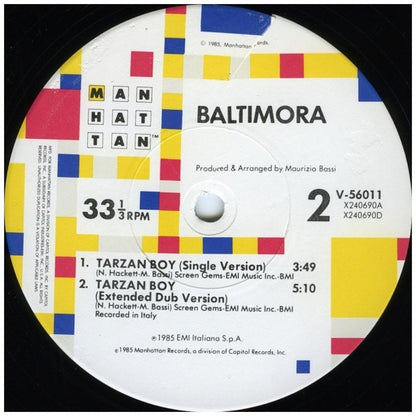 © 1985, Manhattan Records.
MAN
HAT
TAN™
BALTIMORA
Produced & Arranged by Maurizio Bassi
33 1/3 RPM
2
V-56011
X240690A
X240690D
1. TARZAN BOY (Single Version) 3:49
(N. Hackett-M. Bassi) Screen Gems-EMI Music Inc.-BMI
2. TARZAN BOY 5:10
(Extended Dub Version)
(N. Hackett-M. Bassi) Screen Gems-EMI Music Inc.-BMI
Recorded in Italy
℗1985 EMI Italiana S.p.A.
©1985 Manhattan Records, a division of Capitol Records, Inc.